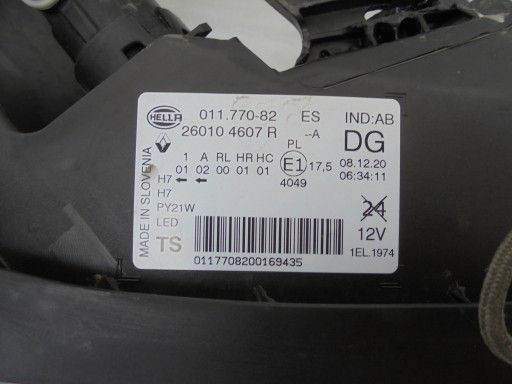 HELLA 011.770-82 ES IND:AB
26010 4607 R --A DG
PL
1 A RL HR HC E1 17,5 08.12.20
01 02 00 01 01 06:34:11
H7 4049
H7
PY21W 24
LED 12V
TS 1EL.1974
0117708200169435
MADE IN SLOVENIA